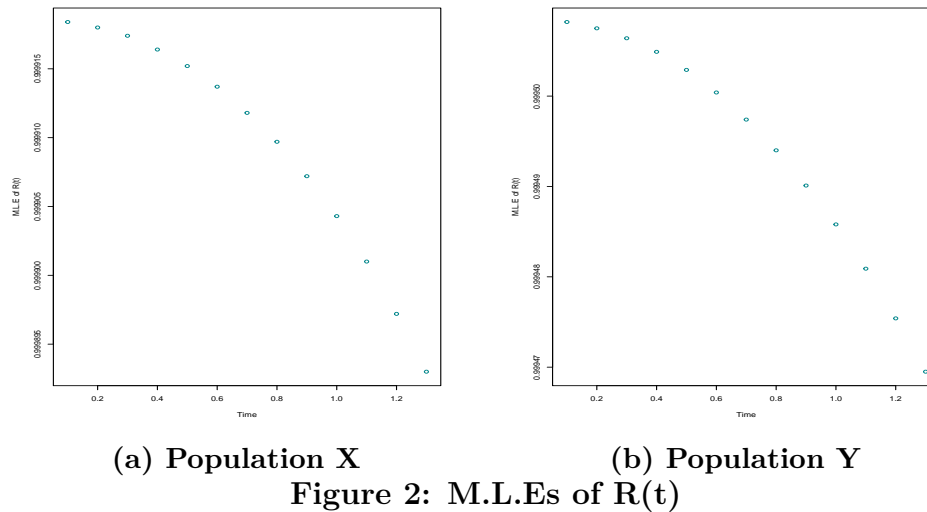 M.L.E of R(t)
0.999915
0.999910
0.999905
0.999900
0.999895
0.2 0.4 0.6 0.8 1.0 1.2
Time
M.L.E of R(t)
0.99950
0.99949
0.99948
0.99947
0.2 0.4 0.6 0.8 1.0 1.2
Time
(a) Population X
(b) Population Y
Figure 2: M.L.Es of R(t)